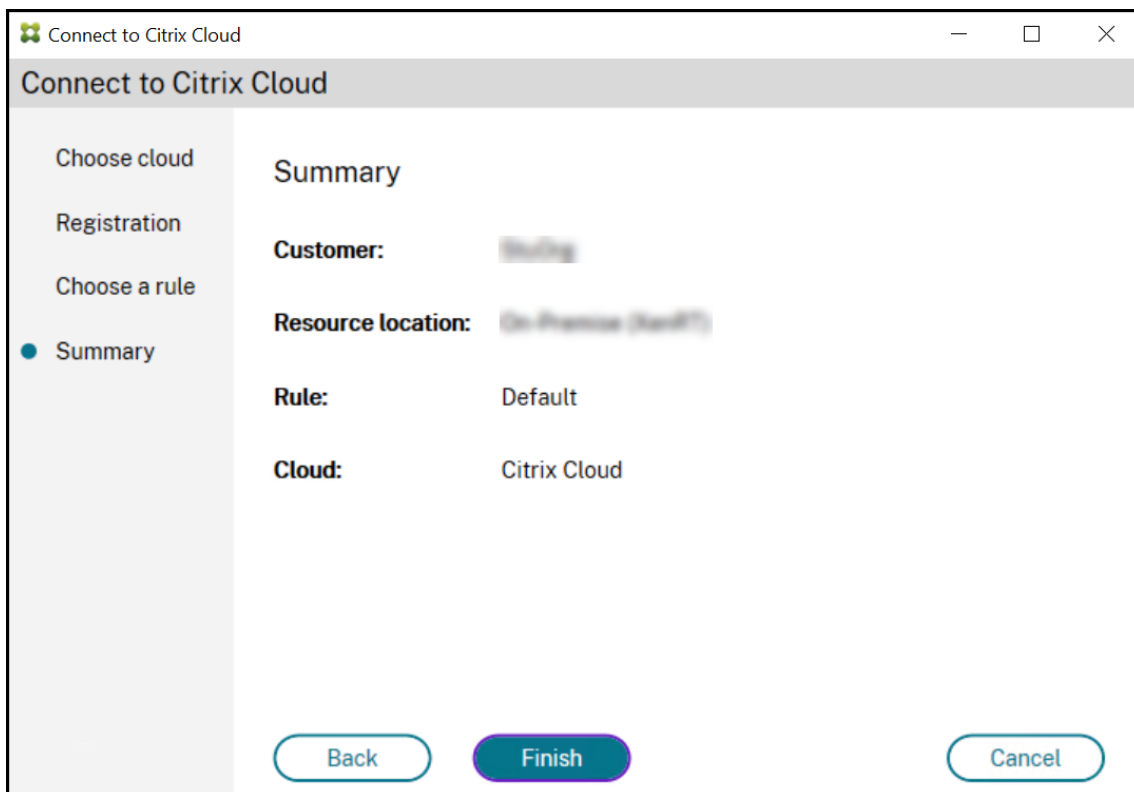 Connect to Citrix Cloud
Connect to Citrix Cloud
Choose cloud
Registration
Choose a rule
Summary
Summary
Customer:
Resource location:
Rule: Default
Cloud: Citrix Cloud
Back Finish Cancel